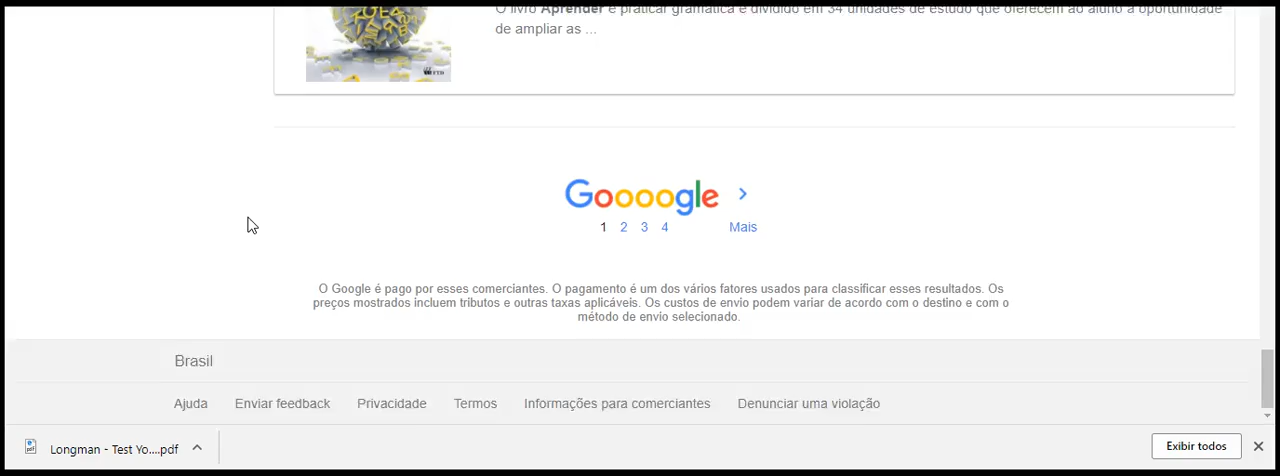 O livro Aprender e praticar gramática é dividido em 34 unidades de estudo que oferecem ao aluno a oportunidade
de ampliar as ...
FTD
Goooogle >
1 2 3 4 Mais
O Google é pago por esses comerciantes. O pagamento é um dos vários fatores usados para classificar esses resultados. Os
preços mostrados incluem tributos e outras taxas aplicáveis. Os custos de envio podem variar de acordo com o destino e com o
método de envio selecionado.
Brasil
Ajuda Enviar feedback Privacidade Termos Informações para comerciantes Denunciar uma violação
Longman - Test Yo....pdf
Exibir todos